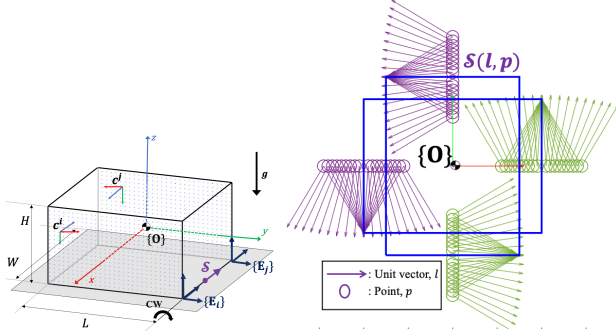 z
g
c^j
H
c^i
{O}
y
W
x
S
{E_j}
{E_i}
CW
L
S(l, p)
{O}
: Unit vector, l
: Point, p